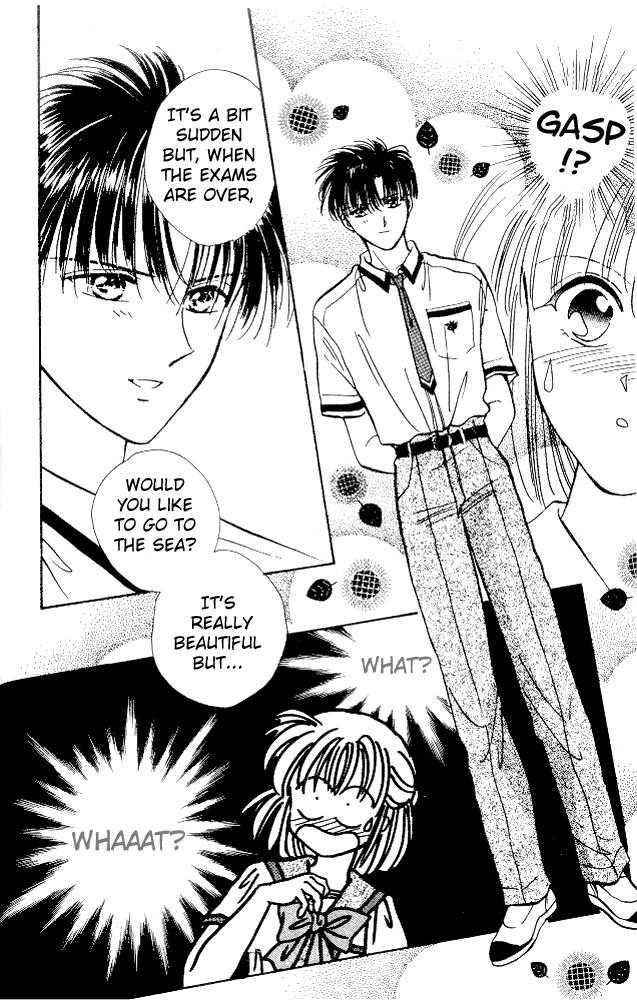 IT'S A BIT
SUDDEN
BUT, WHEN
THE EXAMS
ARE OVER,
GASP
!?
WOULD
YOU LIKE
TO GO TO
THE SEA?
IT'S
REALLY
BEAUTIFUL
BUT...
WHAT?
WHAAAT?